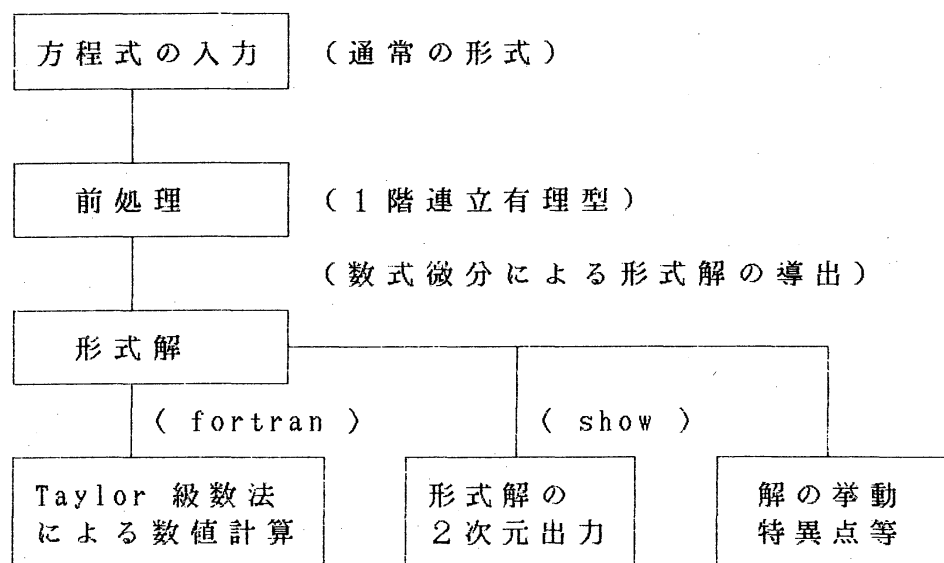 方程式の入力 （通常の形式）
前処理 （1階連立有理型）
（数式微分による形式解の導出）
形式解
〈 fortran 〉 〈 show 〉
Taylor 級数法 形式解の 解の挙動
による数値計算 2次元出力 特異点等